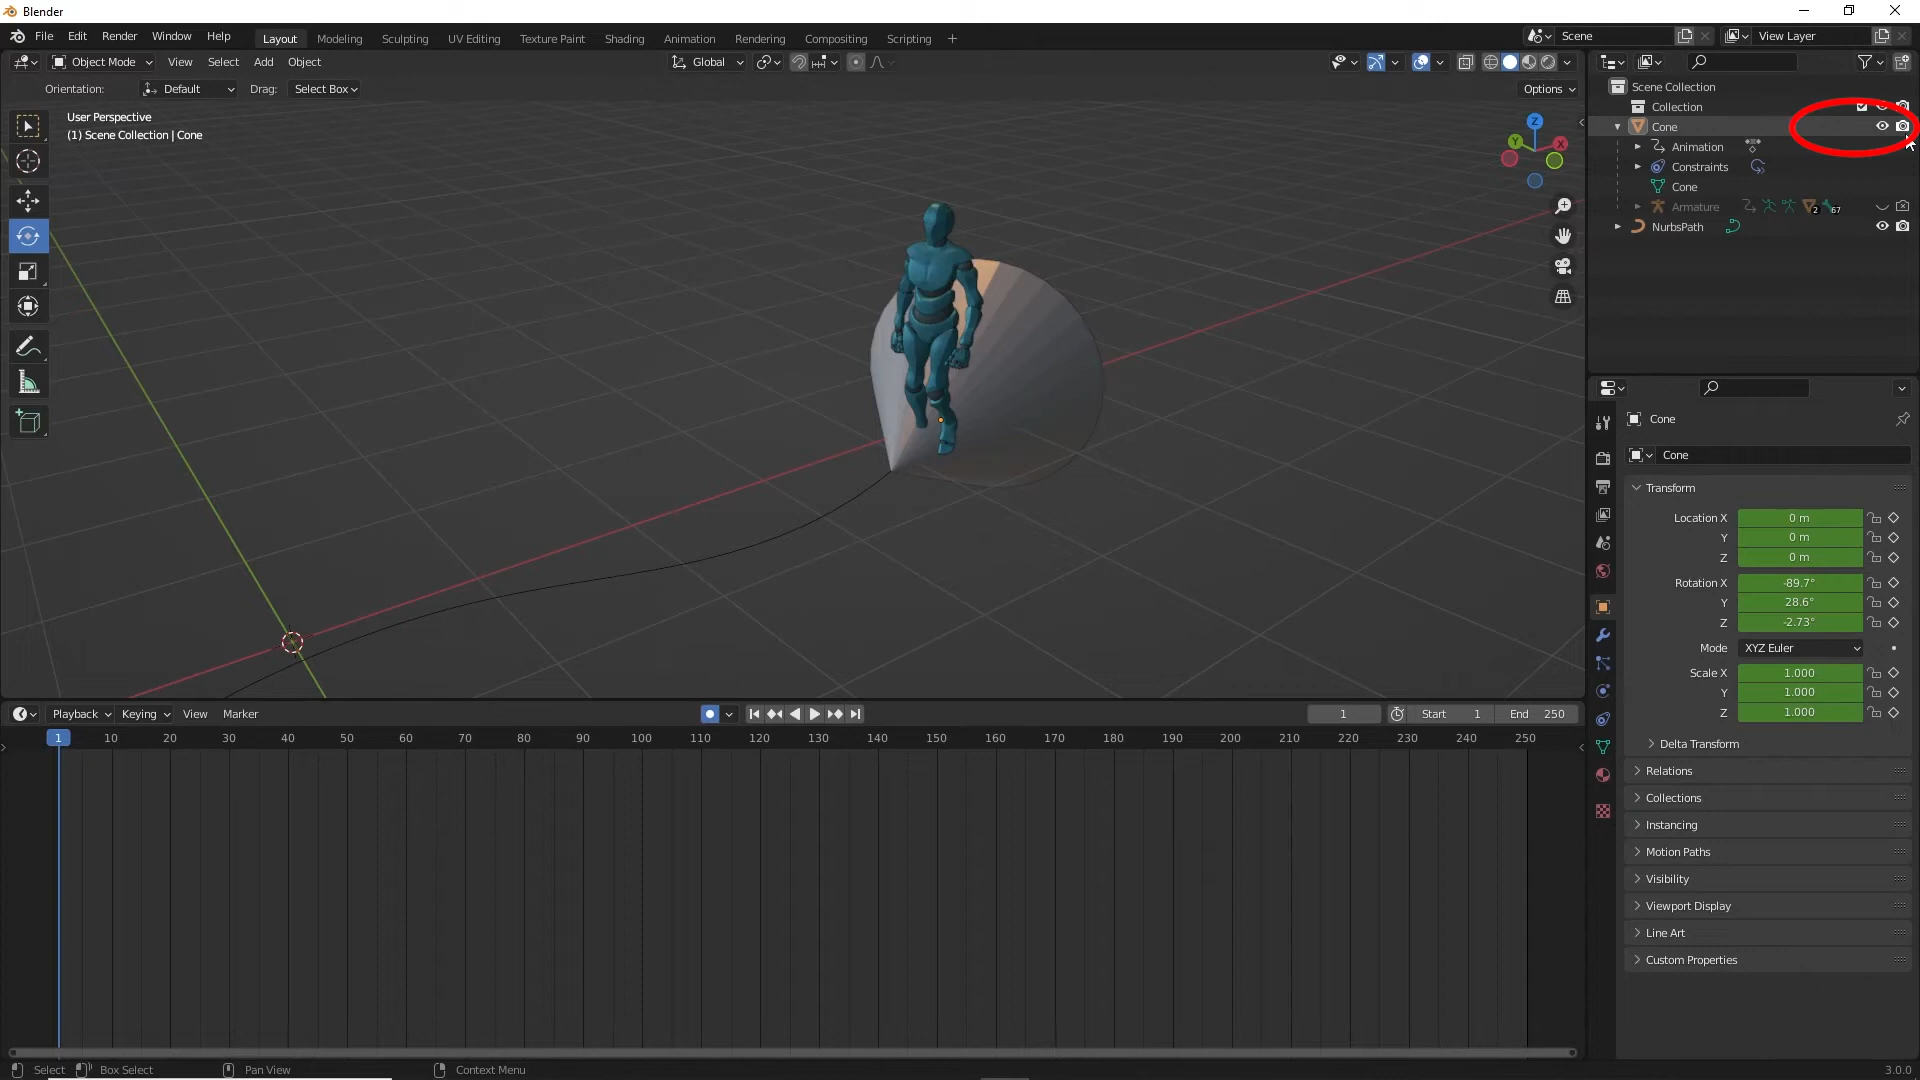 Blender
File Edit Render Window Help
Layout Modeling Sculpting UV Editing Texture Paint Shading Animation Rendering Compositing Scripting +
Scene
View Layer
Object Mode View Select Add Object
Global
Orientation: Default Drag: Select Box
Options
User Perspective
(1) Scene Collection | Cone
Z
Y
X
Scene Collection
Collection
Cone
Animation
Constraints
Cone
Armature 2 67
NurbsPath
Cone
Cone
Transform
Location X 0 m
Y 0 m
Z 0 m
Rotation X -89.7°
Y 28.6°
Z -2.73°
Mode XYZ Euler
Scale X 1.000
Y 1.000
Z 1.000
Delta Transform
Relations
Collections
Instancing
Motion Paths
Visibility
Viewport Display
Line Art
Custom Properties
Playback Keying View Marker
1 Start 1 End 250
1 10 20 30 40 50 60 70 80 90 100 110 120 130 140 150 160 170 180 190 200 210 220 230 240 250
Select Box Select Pan View Context Menu
3.0.0